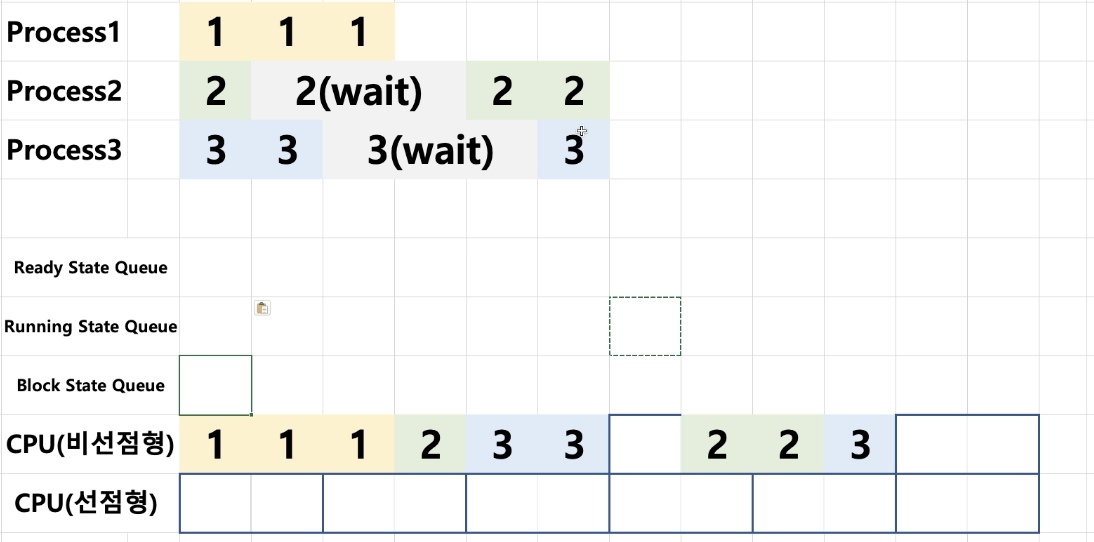 Process1 1 1 1
Process2 2 2(wait) 2 2
Process3 3 3 3(wait) 3
Ready State Queue
Running State Queue
Block State Queue
CPU(비선점형) 1 1 1 2 3 3 2 2 3
CPU(선점형)